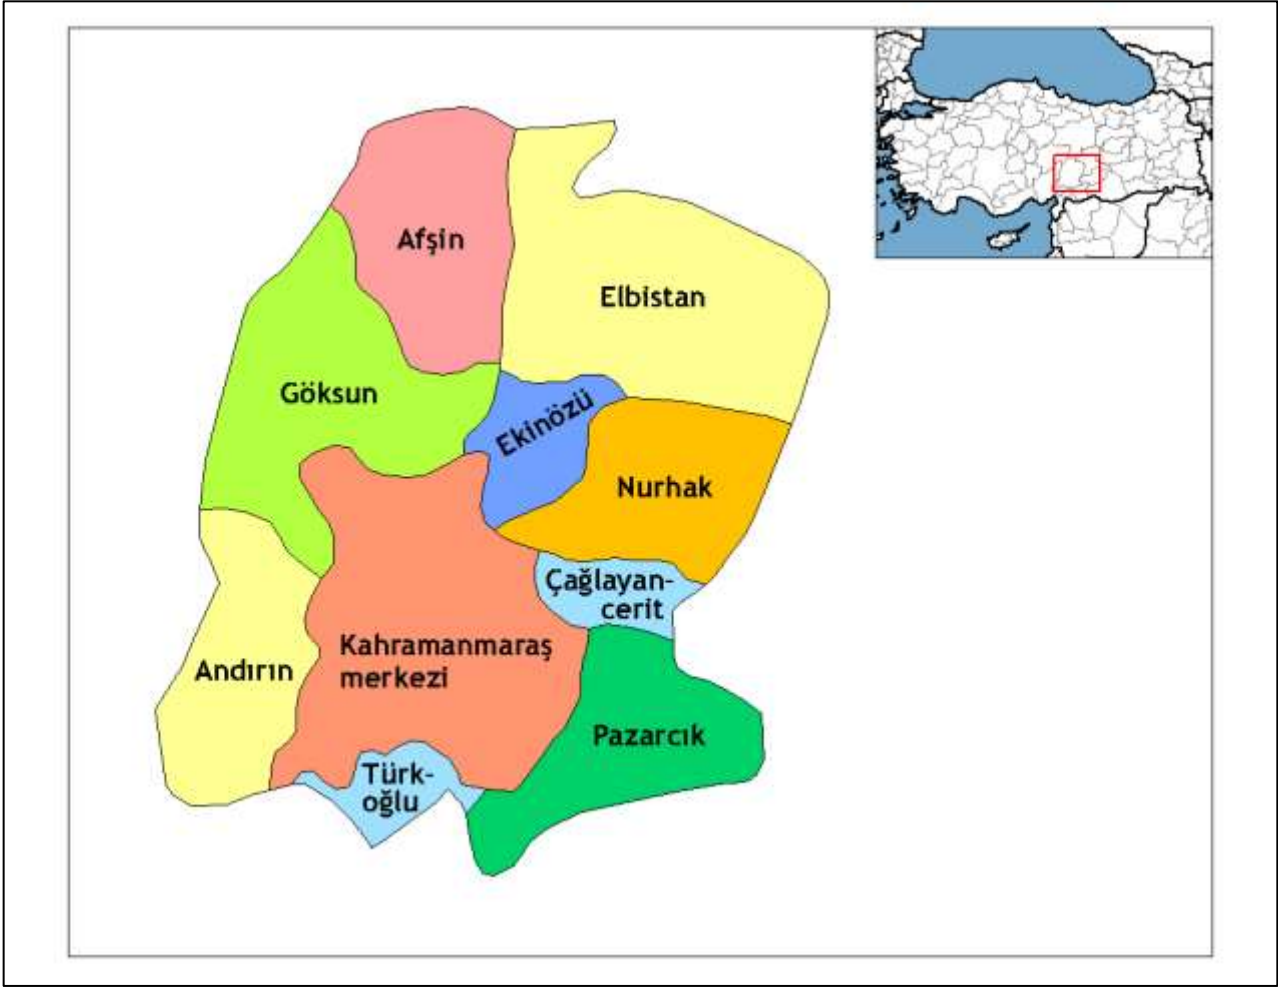 Afşin
Elbistan
Göksun
Ekinözü
Nurhak
Çağlayan-
cerit
Kahramanmaraş
merkezi
Andırın
Pazarcık
Türk-
oğlu